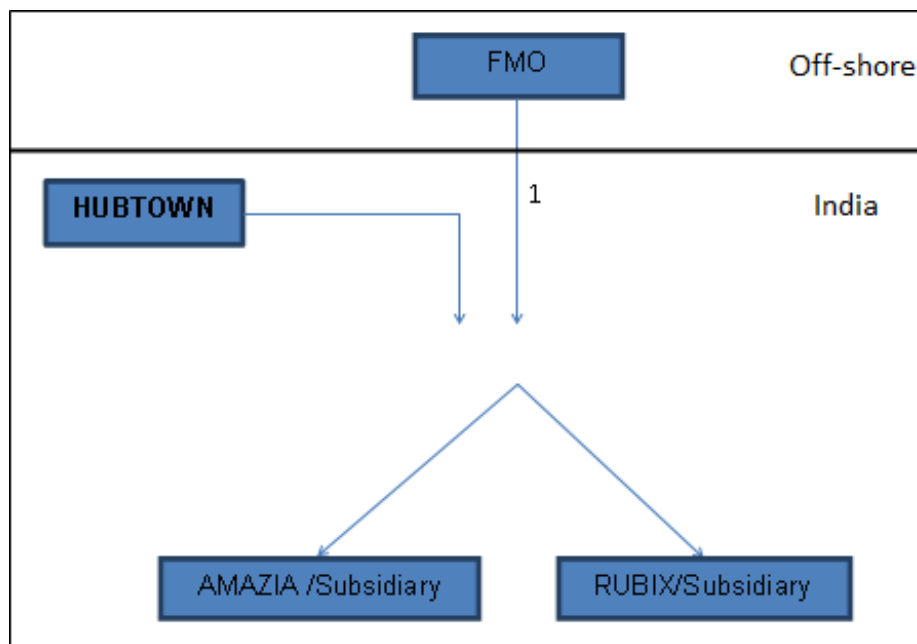 FMO
Off-shore
HUBTOWN
1
India
AMAZIA /Subsidiary
RUBIX/Subsidiary